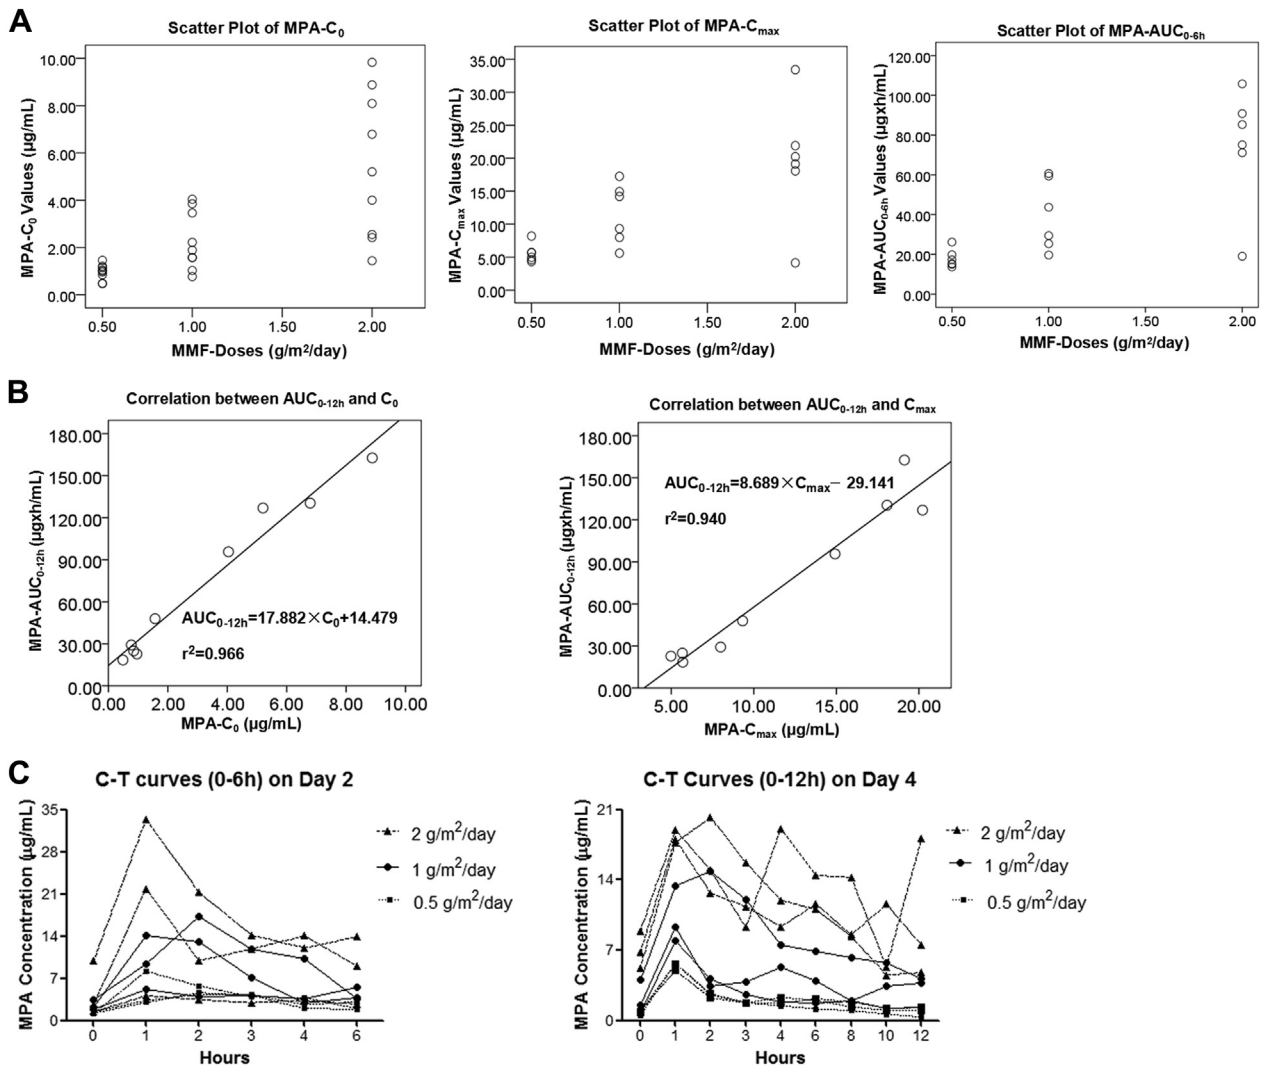 A
Scatter Plot of MPA-C0
MPA-C0 Values (µg/mL)
10.00
8.00
6.00
4.00
2.00
0.00
0.50 1.00 1.50 2.00
MMF-Doses (g/m²/day)
Scatter Plot of MPA-Cmax
MPA-Cmax Values (µg/mL)
35.00
30.00
25.00
20.00
15.00
10.00
5.00
0.00
0.50 1.00 1.50 2.00
MMF-Doses (g/m²/day)
Scatter Plot of MPA-AUC0-6h
MPA-AUC0-6h Values (µgxh/mL)
120.00
100.00
80.00
60.00
40.00
20.00
0.00
0.50 1.00 1.50 2.00
MMF-Doses (g/m²/day)
B
Correlation between AUC0-12h and C0
MPA-AUC0-12h (µgxh/mL)
180.00
150.00
120.00
90.00
60.00
30.00
0.00
AUC0-12h=17.882×C0+14.479
r²=0.966
0.00 2.00 4.00 6.00 8.00 10.00
MPA-C0 (µg/mL)
Correlation between AUC0-12h and Cmax
MPA-AUC0-12h (µgxh/mL)
180.00
150.00
120.00
90.00
60.00
30.00
0.00
AUC0-12h=8.689×Cmax− 29.141
r²=0.940
5.00 10.00 15.00 20.00
MPA-Cmax (µg/mL)
C
C-T curves (0-6h) on Day 2
MPA Concentration (µg/mL)
35
28
21
14
7
0
0 1 2 3 4 6
Hours
2 g/m²/day
1 g/m²/day
0.5 g/m²/day
C-T Curves (0-12h) on Day 4
MPA Concentration (µg/mL)
21
14
7
0
0 1 2 3 4 6 8 10 12
Hours
2 g/m²/day
1 g/m²/day
0.5 g/m²/day